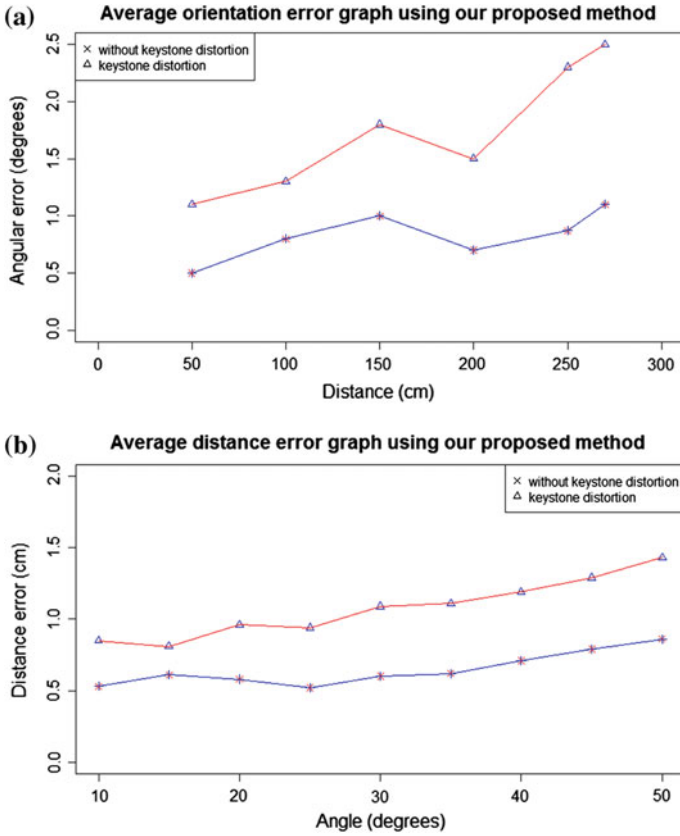 (a)
Average orientation error graph using our proposed method
without keystone distortion
keystone distortion
Angular error (degrees)
2.5
2.0
1.5
1.0
0.5
0.0
0 50 100 150 200 250 300
Distance (cm)
(b)
Average distance error graph using our proposed method
without keystone distortion
keystone distortion
Distance error (cm)
2.0
1.5
1.0
0.5
0.0
10 20 30 40 50
Angle (degrees)